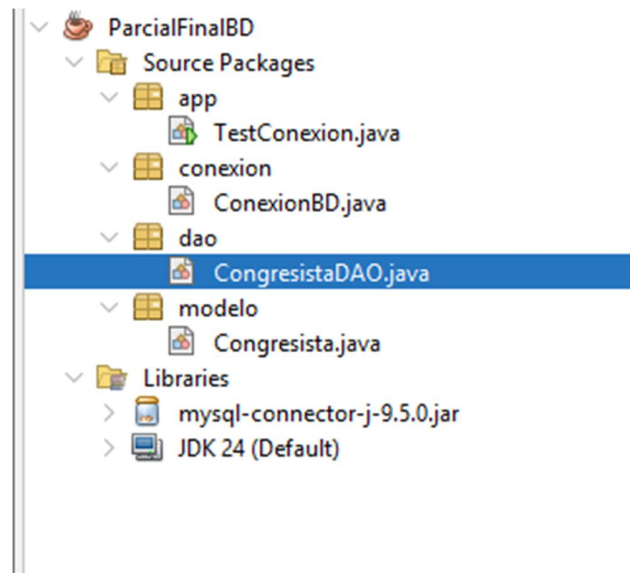 ParcialFinalBD
Source Packages
app
TestConexion.java
conexion
ConexionBD.java
dao
CongresistaDAO.java
modelo
Congresista.java
Libraries
mysql-connector-j-9.5.0.jar
JDK 24 (Default)